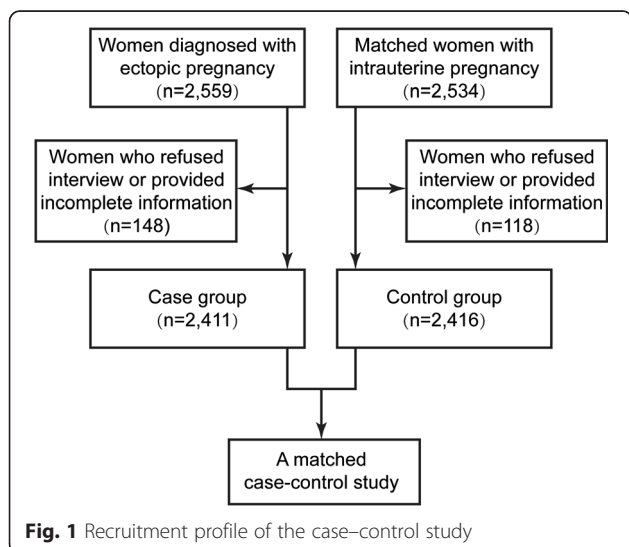 Women diagnosed with
ectopic pregnancy
(n=2,559)
Matched women with
intrauterine pregnancy
(n=2,534)
Women who refused
interview or provided
incomplete information
(n=148)
Women who refused
interview or provided
incomplete information
(n=118)
Case group
(n=2,411)
Control group
(n=2,416)
A matched
case-control study
Fig. 1 Recruitment profile of the case–control study